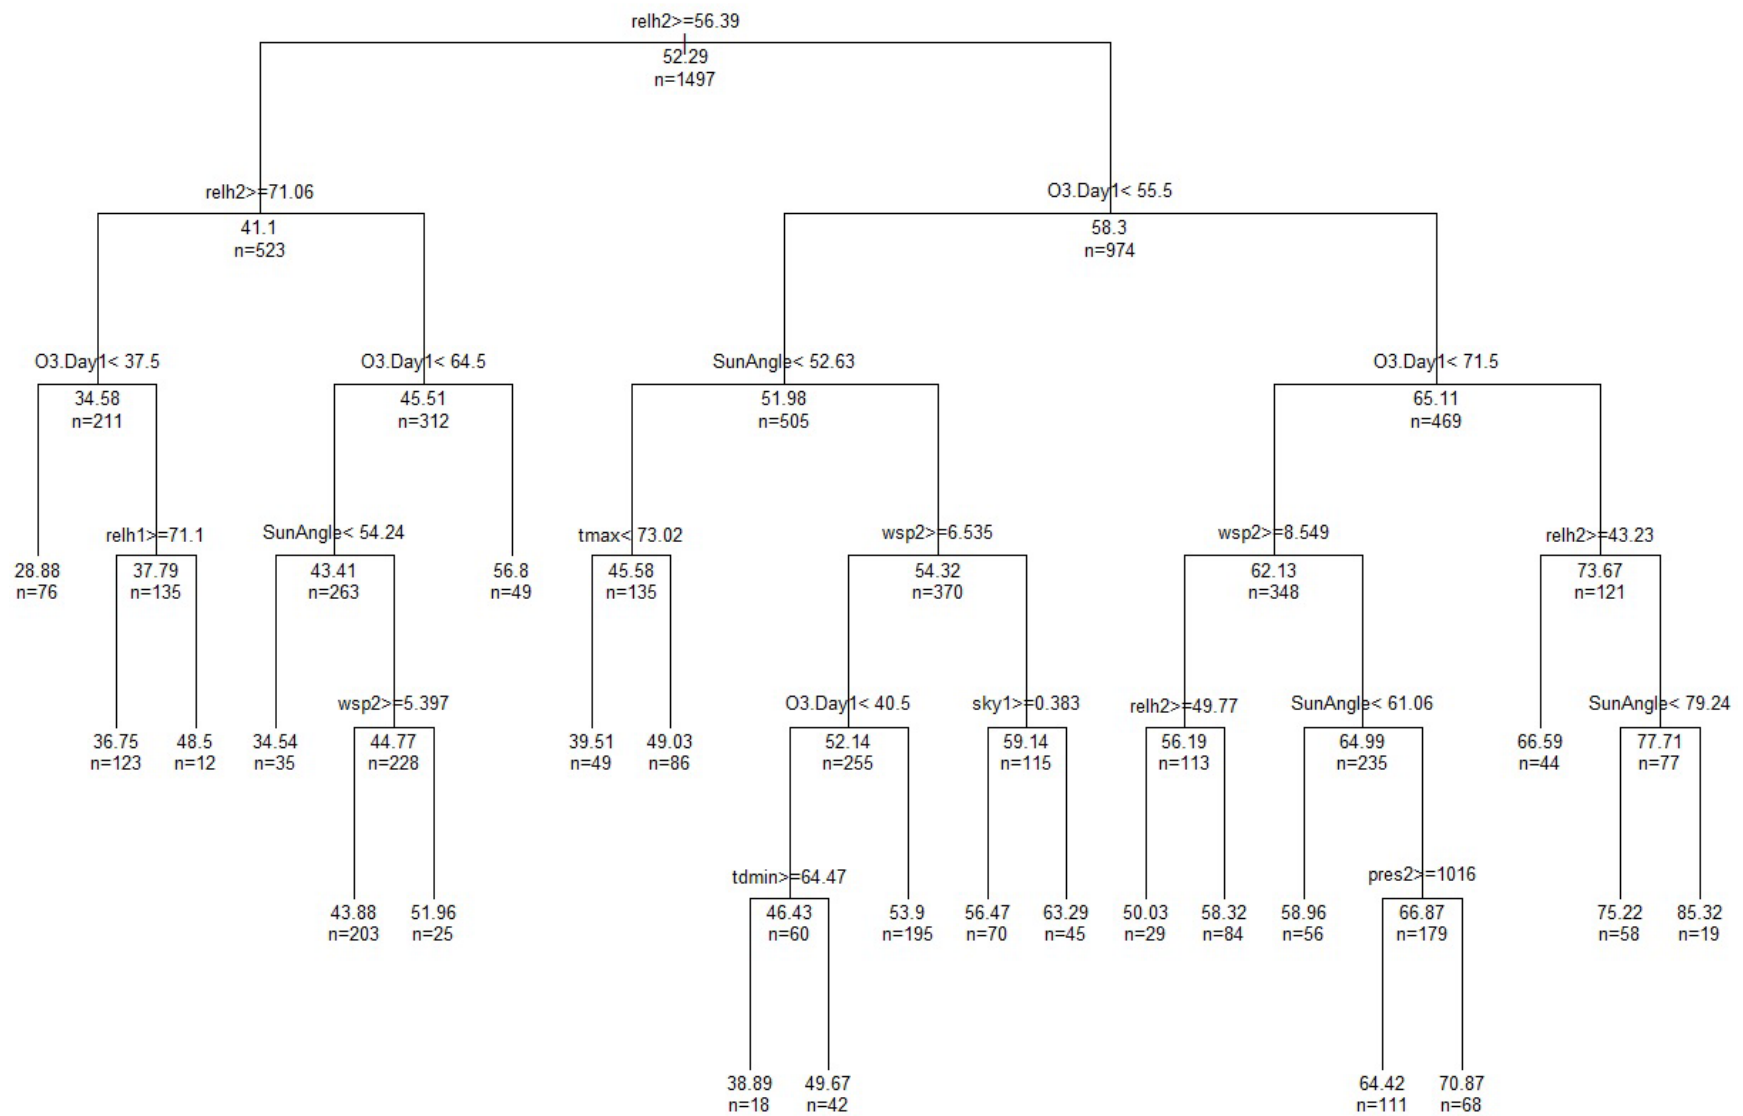 relh2>=56.39
52.29
n=1497
relh2>=71.06
O3.Day1< 55.5
41.1
n=523
58.3
n=974
O3.Day1< 37.5
O3.Day1< 64.5
SunAngle< 52.63
O3.Day1< 71.5
34.58
n=211
45.51
n=312
51.98
n=505
65.11
n=469
relh1>=71.1
SunAngle< 54.24
tmax< 73.02
wsp2>=6.535
wsp2>=8.549
relh2>=43.23
28.88
n=76
37.79
n=135
43.41
n=263
56.8
n=49
45.58
n=135
54.32
n=370
62.13
n=348
73.67
n=121
wsp2>=5.397
O3.Day1< 40.5
sky1>=0.383
relh2>=49.77
SunAngle< 61.06
SunAngle< 79.24
36.75
n=123
48.5
n=12
34.54
n=35
44.77
n=228
39.51
n=49
49.03
n=86
52.14
n=255
59.14
n=115
56.19
n=113
64.99
n=235
66.59
n=44
77.71
n=77
tdmin>=64.47
pres2>=1016
43.88
n=203
51.96
n=25
46.43
n=60
53.9
n=195
56.47
n=70
63.29
n=45
50.03
n=29
58.32
n=84
58.96
n=56
66.87
n=179
75.22
n=58
85.32
n=19
38.89
n=18
49.67
n=42
64.42
n=111
70.87
n=68